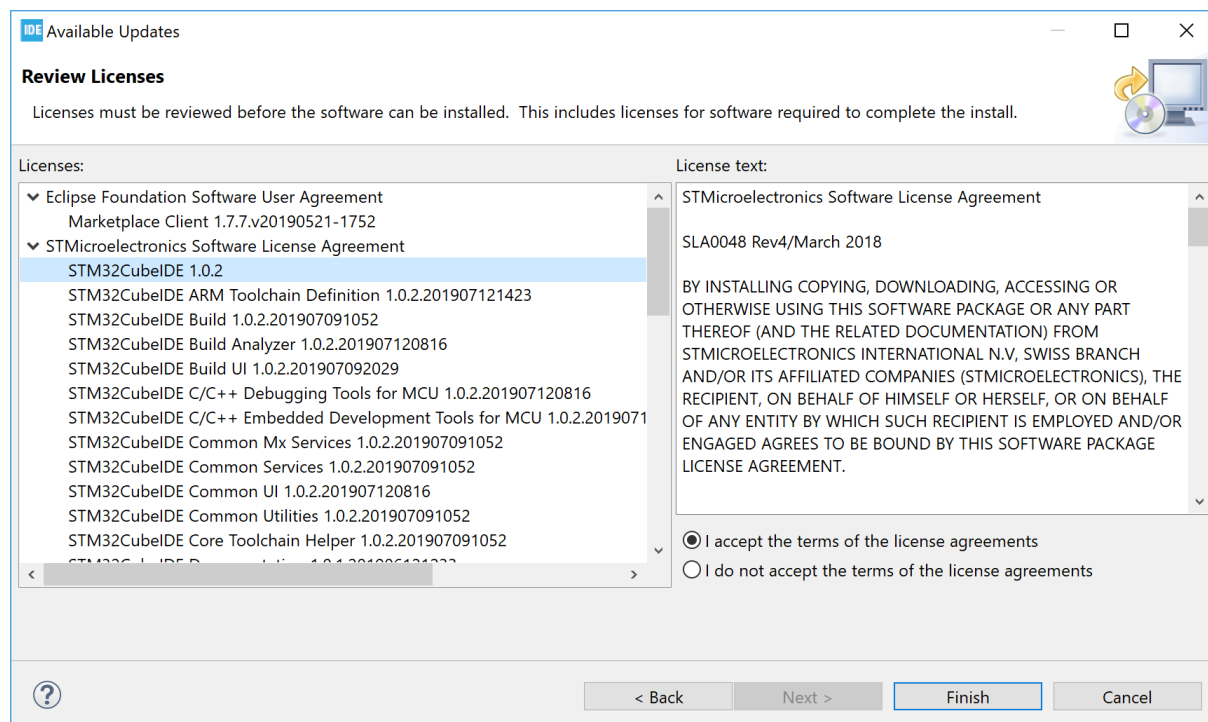 IDE Available Updates
Review Licenses
Licenses must be reviewed before the software can be installed.  This includes licenses for software required to complete the install.
Licenses:
Eclipse Foundation Software User Agreement
Marketplace Client 1.7.7.v20190521-1752
STMicroelectronics Software License Agreement
STM32CubeIDE 1.0.2
STM32CubeIDE ARM Toolchain Definition 1.0.2.201907121423
STM32CubeIDE Build 1.0.2.201907091052
STM32CubeIDE Build Analyzer 1.0.2.201907120816
STM32CubeIDE Build UI 1.0.2.201907092029
STM32CubeIDE C/C++ Debugging Tools for MCU 1.0.2.201907120816
STM32CubeIDE C/C++ Embedded Development Tools for MCU 1.0.2.2019071
STM32CubeIDE Common Mx Services 1.0.2.201907091052
STM32CubeIDE Common Services 1.0.2.201907091052
STM32CubeIDE Common UI 1.0.2.201907120816
STM32CubeIDE Common Utilities 1.0.2.201907091052
STM32CubeIDE Core Toolchain Helper 1.0.2.201907091052
License text:
STMicroelectronics Software License Agreement
SLA0048 Rev4/March 2018
BY INSTALLING COPYING, DOWNLOADING, ACCESSING OR
OTHERWISE USING THIS SOFTWARE PACKAGE OR ANY PART
THEREOF (AND THE RELATED DOCUMENTATION) FROM
STMICROELECTRONICS INTERNATIONAL N.V, SWISS BRANCH
AND/OR ITS AFFILIATED COMPANIES (STMICROELECTRONICS), THE
RECIPIENT, ON BEHALF OF HIMSELF OR HERSELF, OR ON BEHALF
OF ANY ENTITY BY WHICH SUCH RECIPIENT IS EMPLOYED AND/OR
ENGAGED AGREES TO BE BOUND BY THIS SOFTWARE PACKAGE
LICENSE AGREEMENT.
I accept the terms of the license agreements
I do not accept the terms of the license agreements
?
< Back
Next >
Finish
Cancel